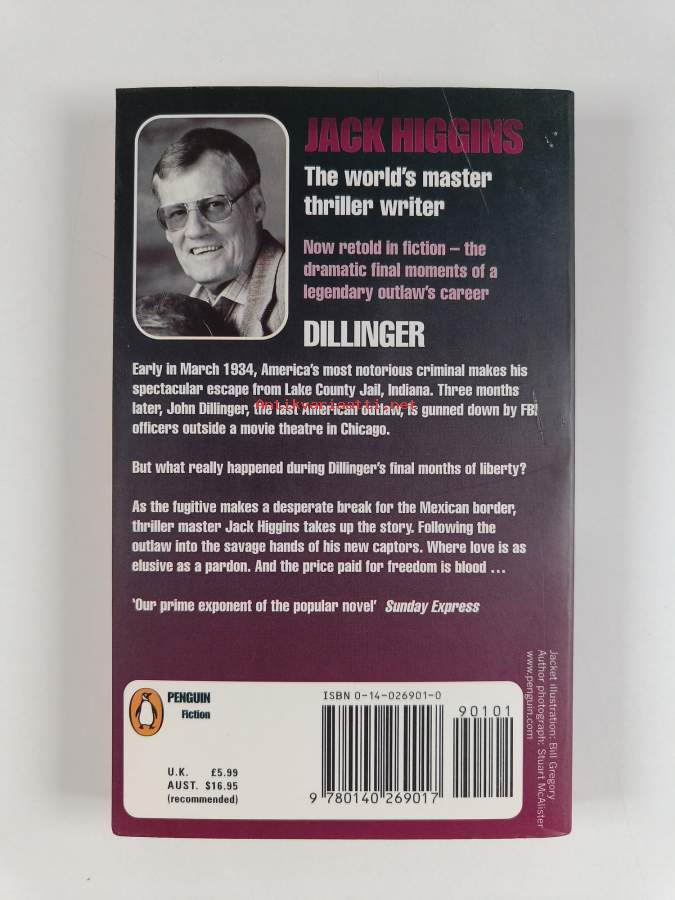 JACK HIGGINS
The world's master
thriller writer
Now retold in fiction – the
dramatic final moments of a
legendary outlaw's career
DILLINGER
Early in March 1934, America's most notorious criminal makes his
spectacular escape from Lake County Jail, Indiana. Three months
later, John Dillinger, the last American outlaw, is gunned down by FBI
Antikvariaatti.net
officers outside a movie theatre in Chicago.
But what really happened during Dillinger's final months of liberty?
As the fugitive makes a desperate break for the Mexican border,
thriller master Jack Higgins takes up the story. Following the
outlaw into the savage hands of his new captors. Where love is as
elusive as a pardon. And the price paid for freedom is blood ...
'Our prime exponent of the popular novel' Sunday Express
Jacket illustration: Bill Gregory
Author photograph: Stuart McAlister
www.penguin.com
PENGUIN
Fiction
U.K. £5.99
AUST. $16.95
(recommended)
ISBN 0-14-026901-0
90101
9 780140 269017